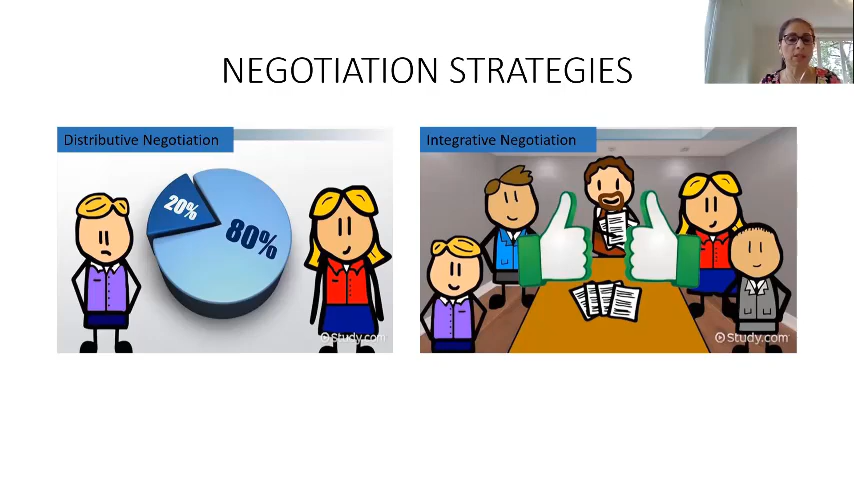 NEGOTIATION STRATEGIES
Distributive Negotiation
20%
80%
Study.com
Integrative Negotiation
Study.com